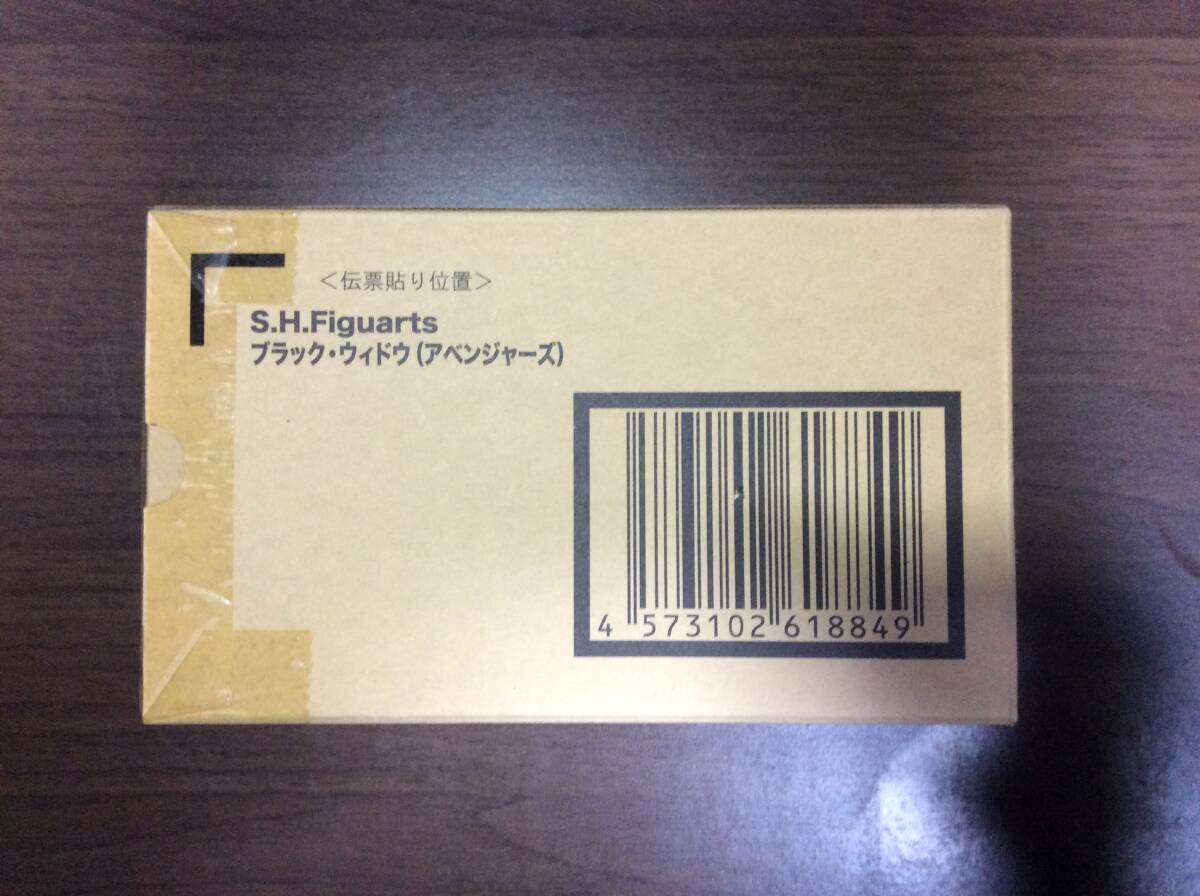 ＜伝票貼り位置＞
S.H.Figuarts
ブラック・ウィドウ(アベンジャーズ)
4 573102 618849